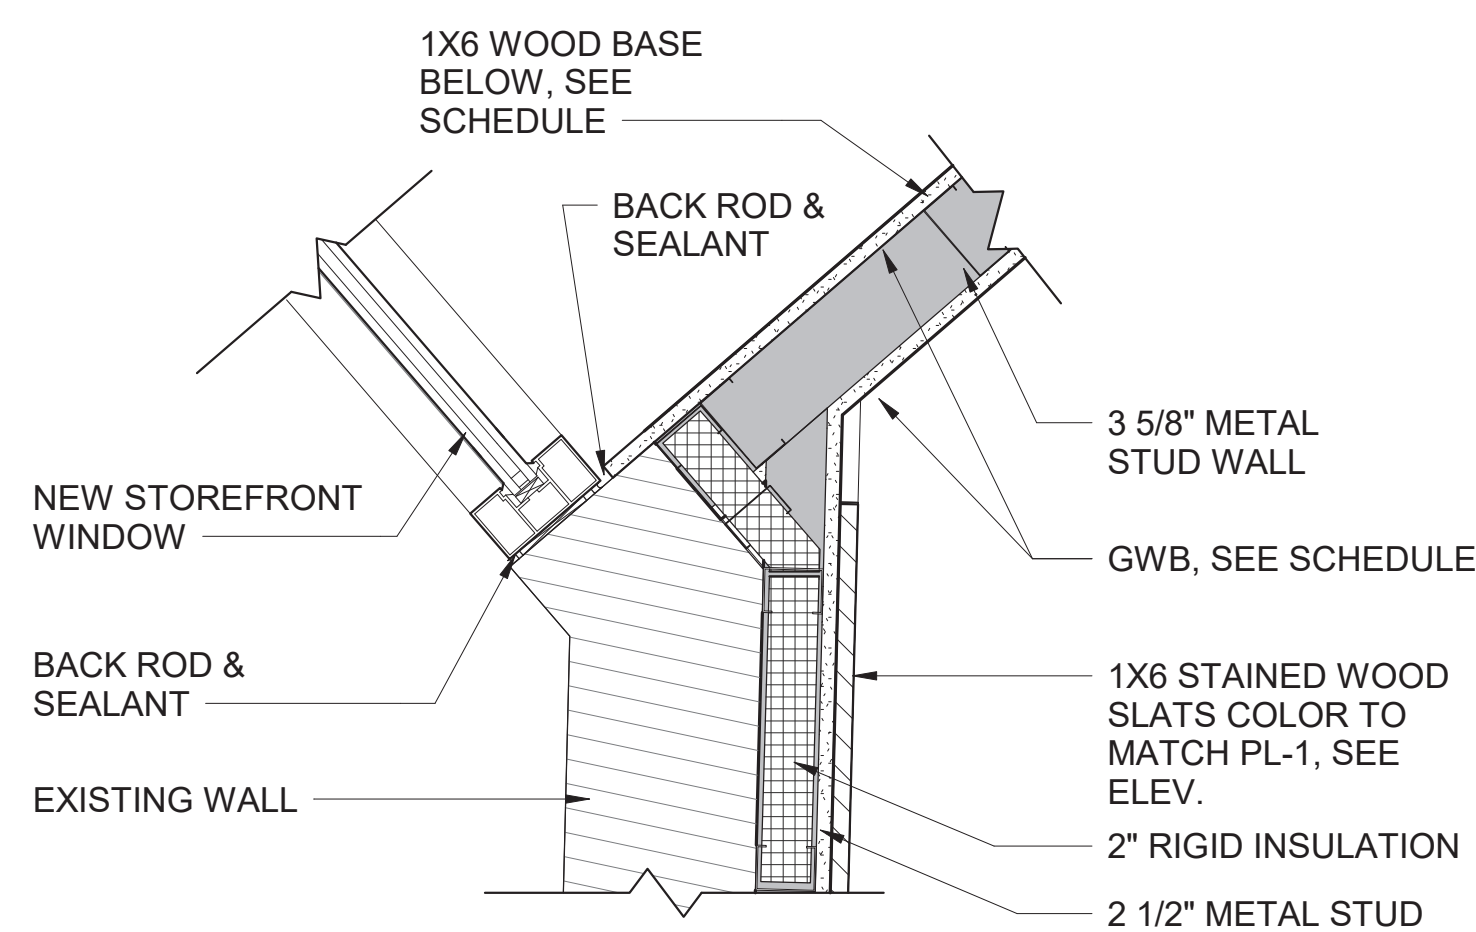 1X6 WOOD BASE
BELOW, SEE
SCHEDULE
BACK ROD &
SEALANT
NEW STOREFRONT
WINDOW
BACK ROD &
SEALANT
EXISTING WALL
3 5/8" METAL
STUD WALL
GWB, SEE SCHEDULE
1X6 STAINED WOOD
SLATS COLOR TO
MATCH PL-1, SEE
ELEV.
2" RIGID INSULATION
2 1/2" METAL STUD